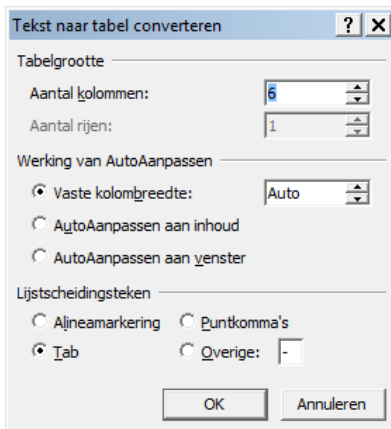 Tekst naar tabel converteren ? X
Tabelgrootte
Aantal kolommen: 6
Aantal rijen: 1
Werking van AutoAanpassen
Vaste kolombreedte: Auto
AutoAanpassen aan inhoud
AutoAanpassen aan venster
Lijstscheidingsteken
Alineamarkering Puntkomma's
Tab Overige: -
OK Annuleren